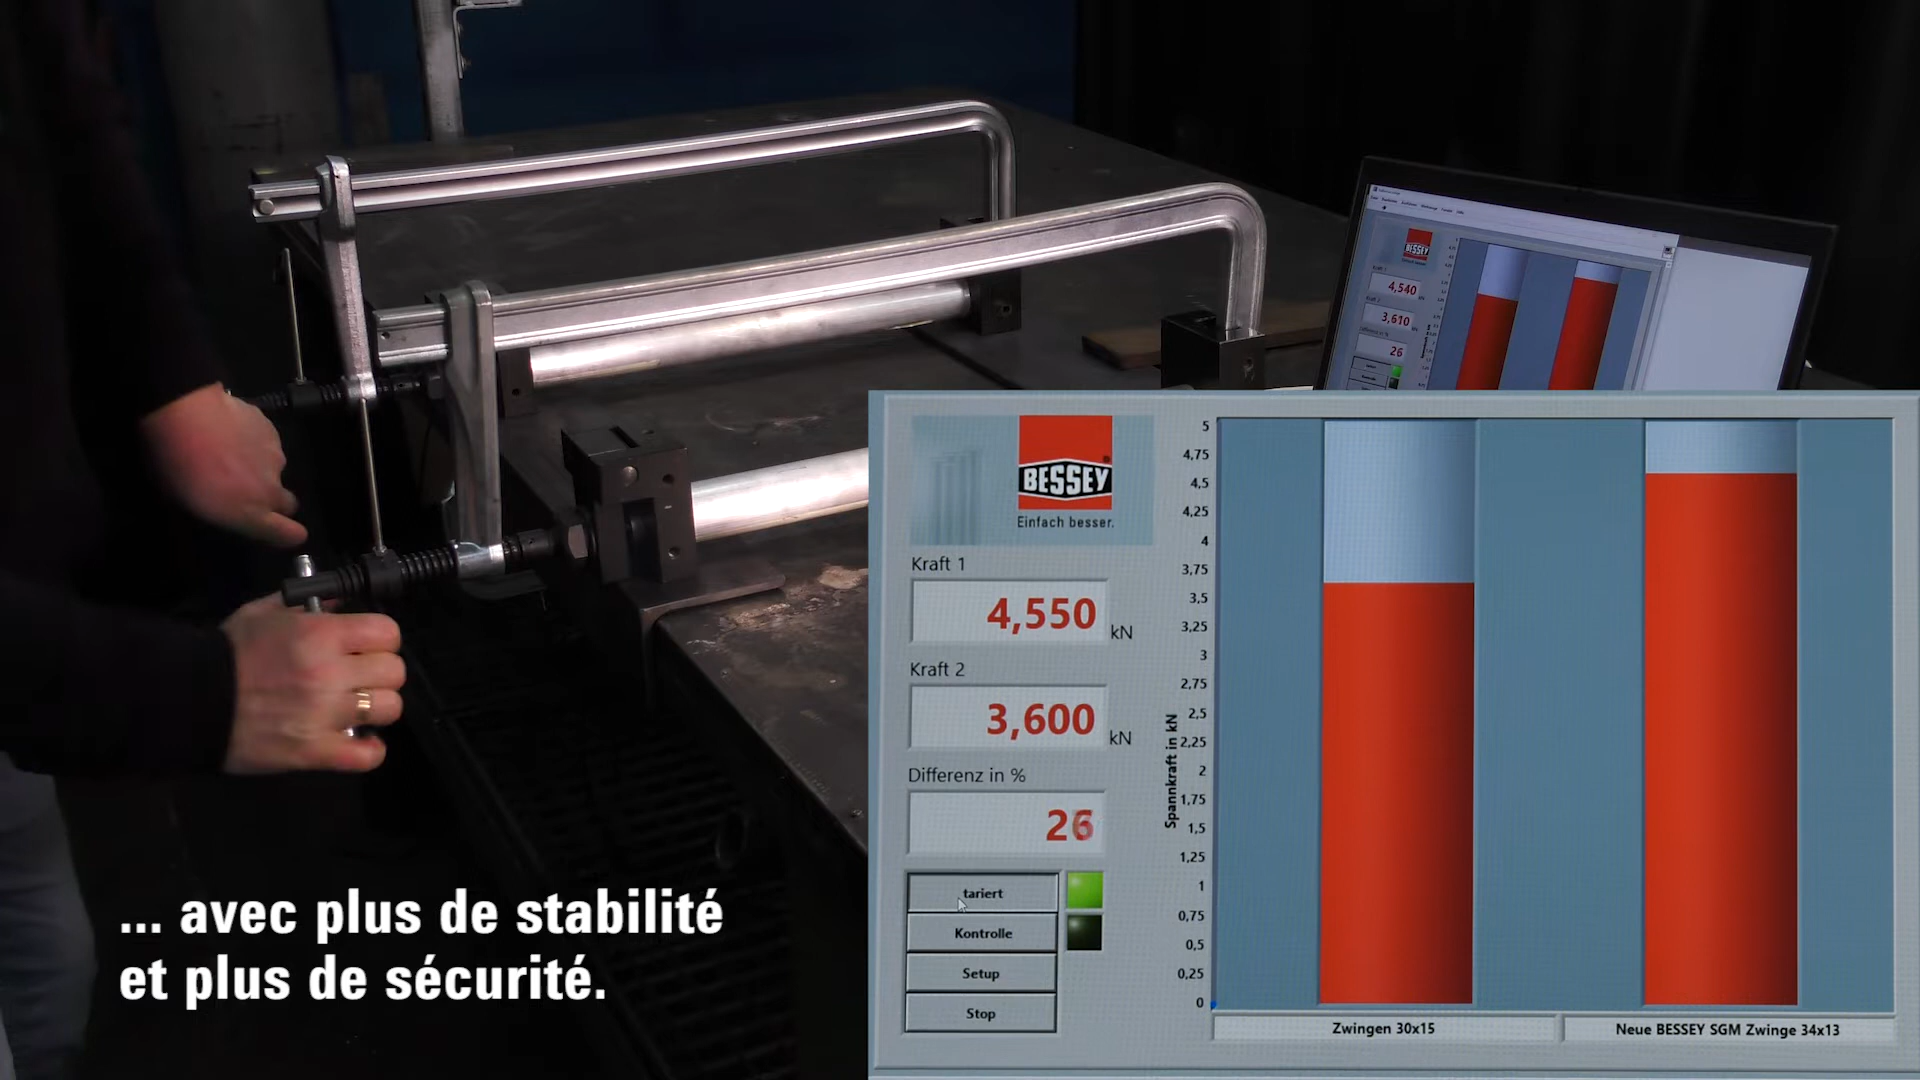 BESSEY
4,540
3,610
26
BESSEY
Einfach besser.
Kraft 1
4,550 kN
Kraft 2
3,600 kN
Differenz in %
26
tariert
Kontrolle
Setup
Stop
Spannkraft in kN
5
4,75
4,5
4,25
4
3,75
3,5
3,25
3
2,75
2,5
2,25
2
1,75
1,5
1,25
1
0,75
0,5
0,25
0
Zwingen 30x15
Neue BESSEY SGM Zwinge 34x13
... avec plus de stabilité
et plus de sécurité.